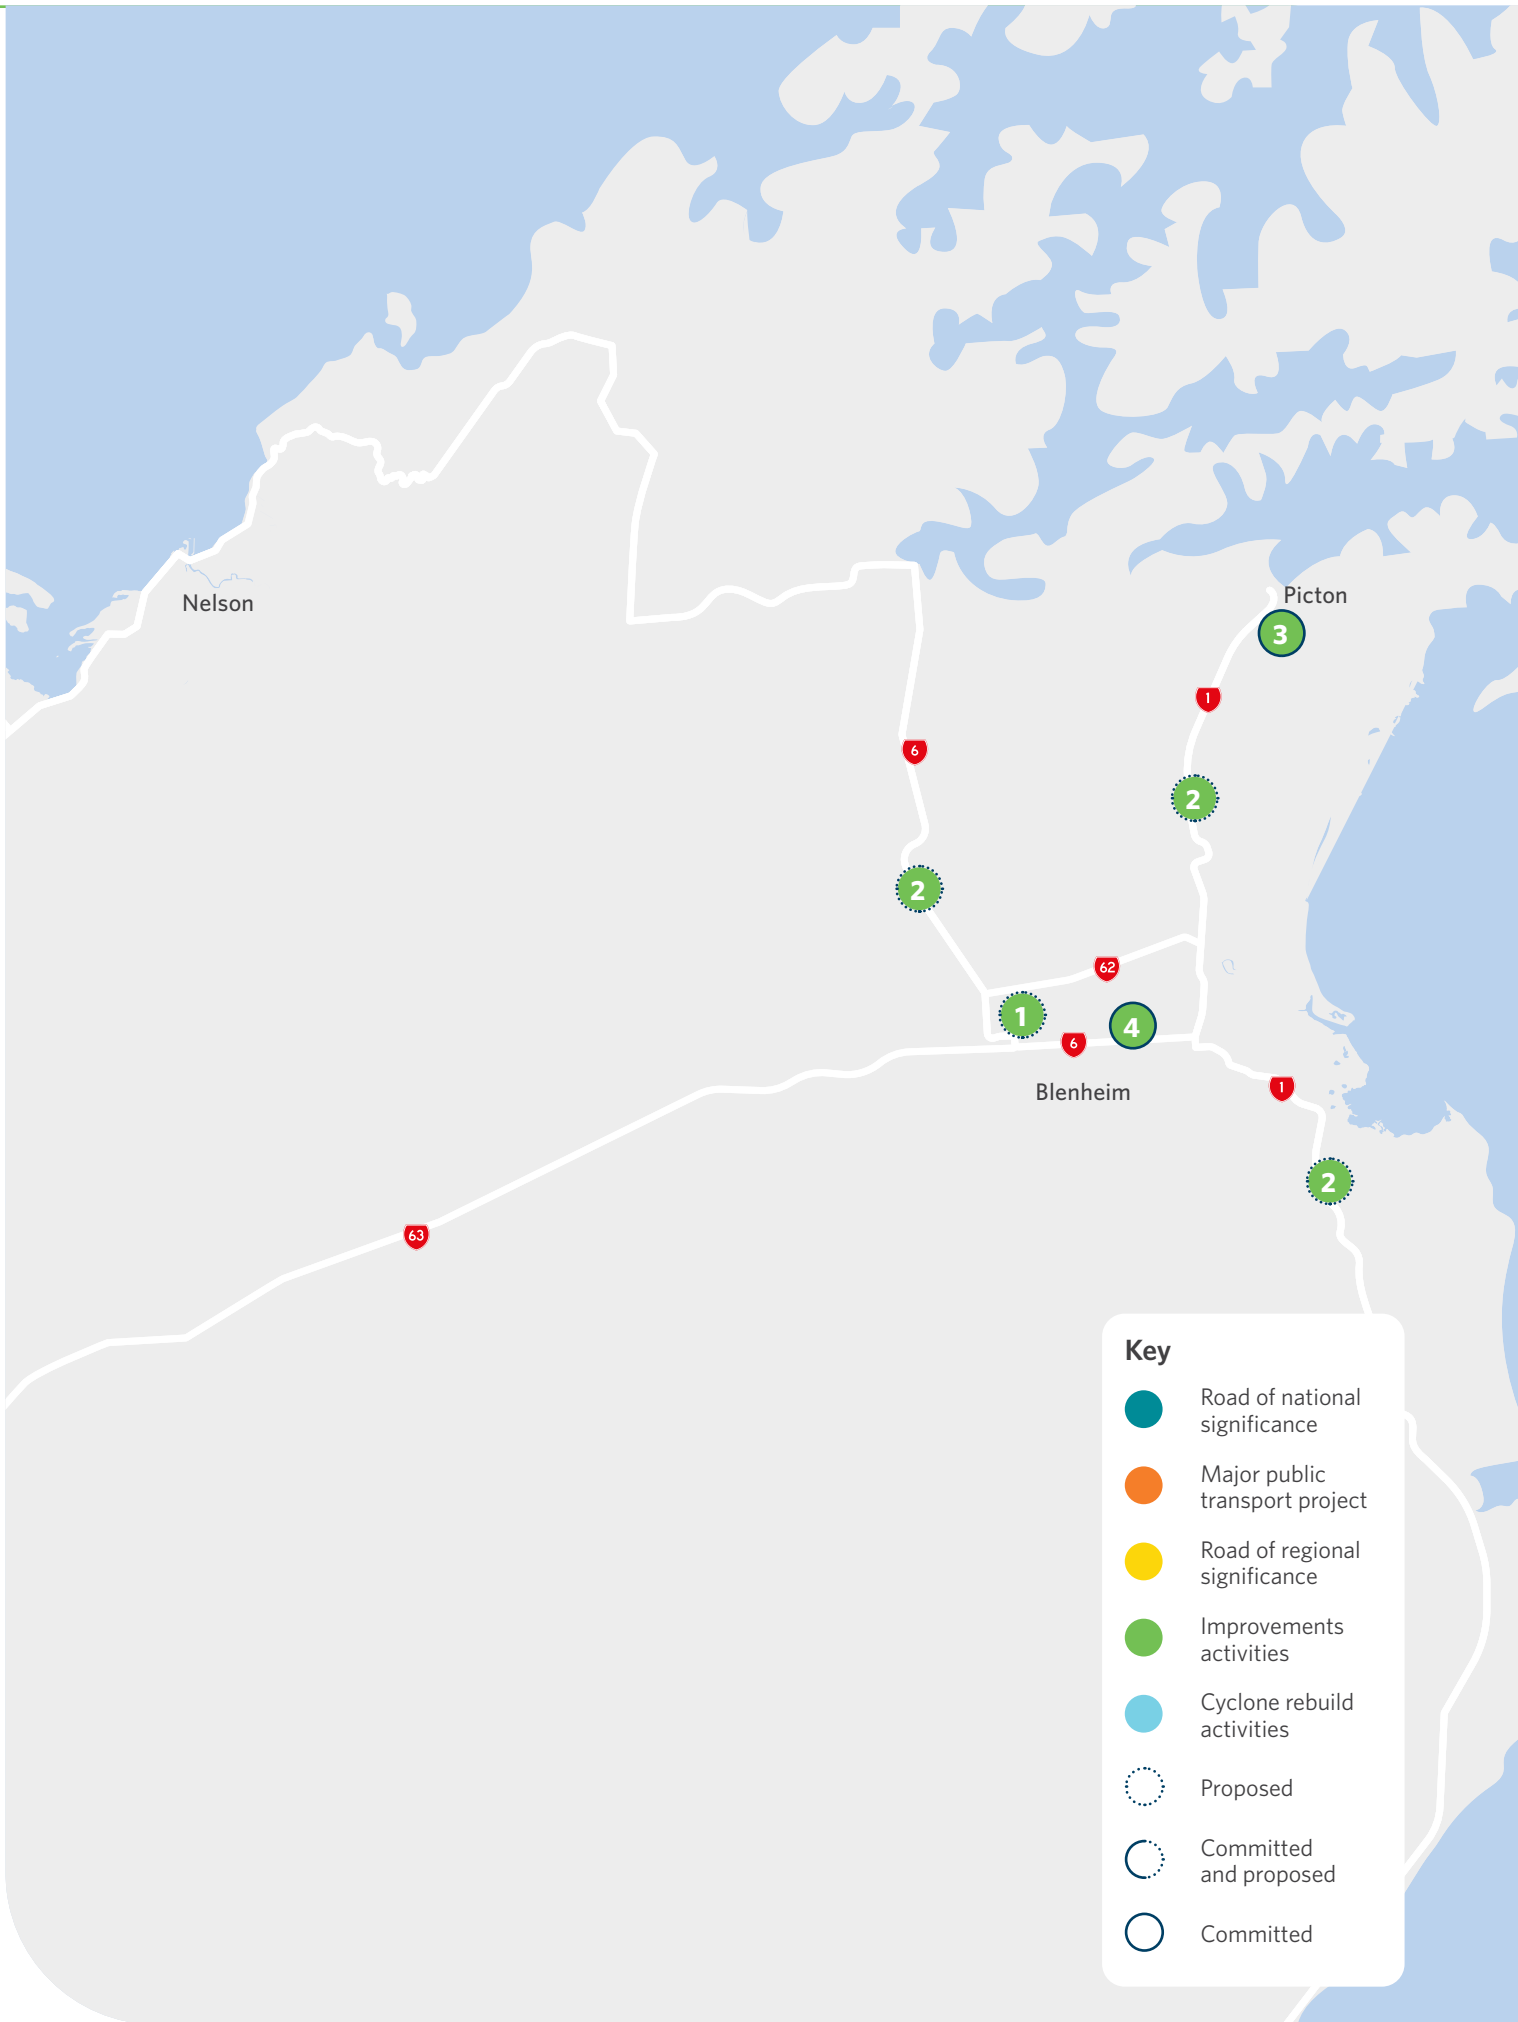 Nelson
Picton
3
1
6
2
2
62
1
4
6
Blenheim
1
2
63
Key
Road of national
significance
Major public
transport project
Road of regional
significance
Improvements
activities
Cyclone rebuild
activities
Proposed
Committed
and proposed
Committed